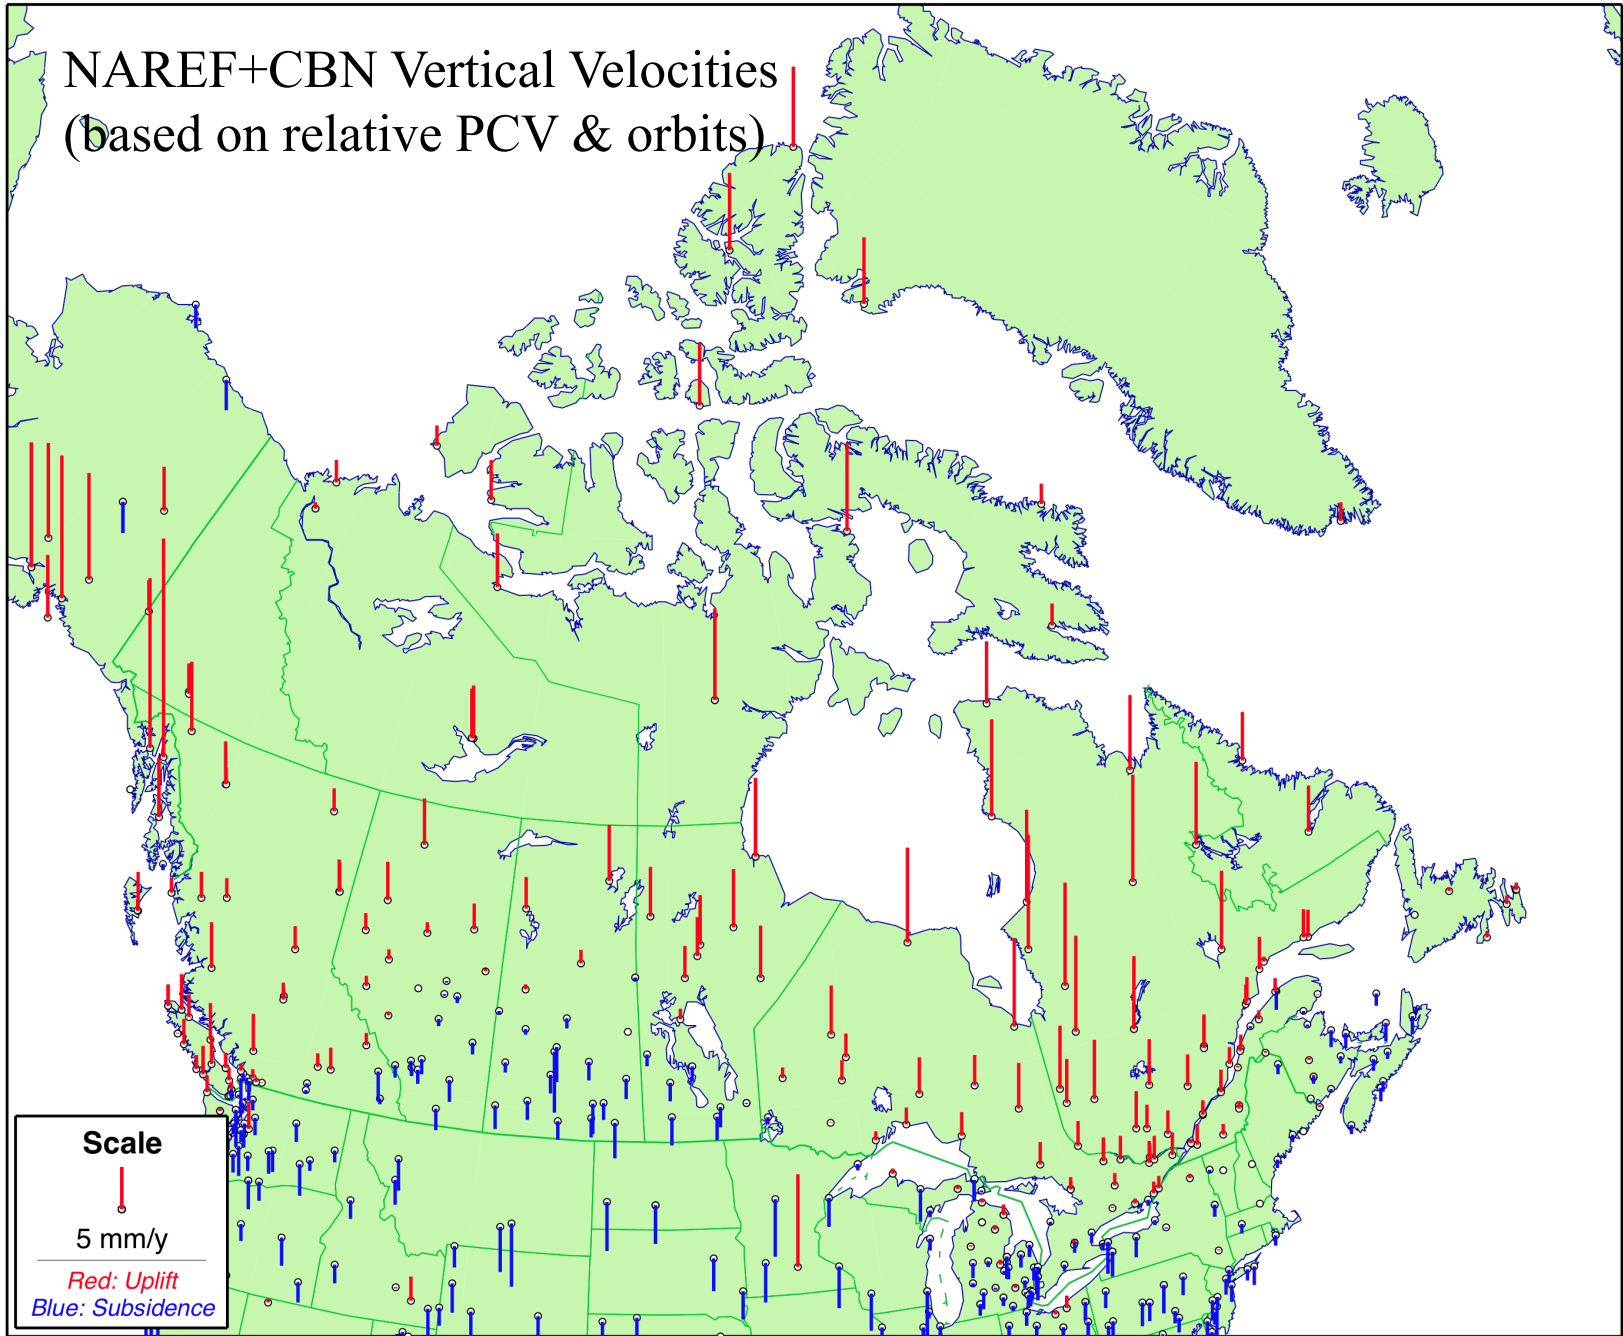 NAREF+CBN Vertical Velocities
(based on relative PCV & orbits)
Scale
5 mm/y
Red: Uplift
Blue: Subsidence